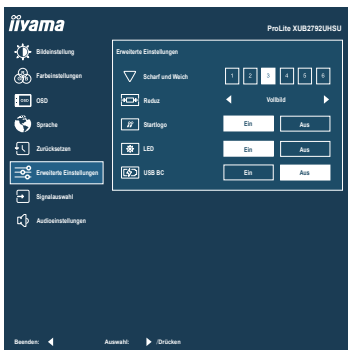 iiyama
ProLite XUB2792UHSU
Bildeinstellung
Farbeinstellungen
OSD OSD
Sprache
Zurücksetzen
Erweiterte Einstellungen
Signalauswahl
Audioeinstellungen
Erweiterte Einstellungen
Scharf und Weich 1 2 3 4 5 6
Reduz Vollbild
Startlogo Ein Aus
LED Ein Aus
USB BC Ein Aus
Beenden: Auswahl: /Drücken